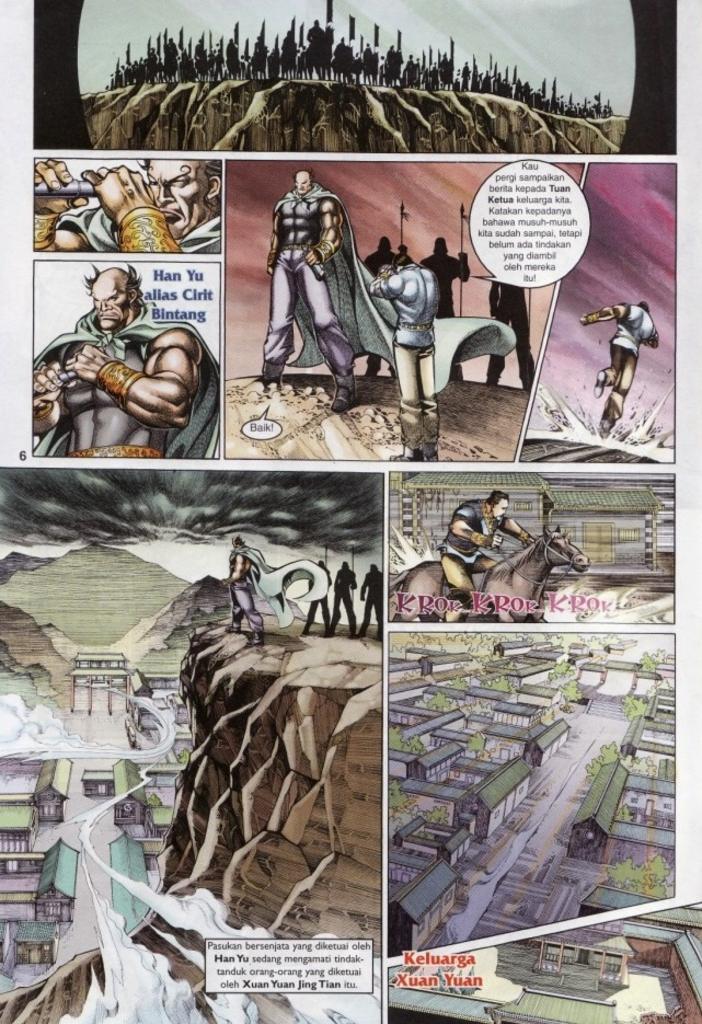 Kau
pergi sampaikan
berita kepada Tuan
Ketua keluarga kita.
Katakan kepadanya
bahawa musuh-musuh
kita sudah sampai, tetapi
belum ada tindakan
yang diambil
oleh mereka
itu!
Han Yu
alias Cirit
Bintang
Baik!
6
KROK KROK KROK
Pasukan bersenjata yang diketuai oleh
Han Yu sedang mengamati tindak-
tanduk orang-orang yang diketuai
oleh Xuan Yuan Jing Tian itu.
Keluarga
Xuan Yuan